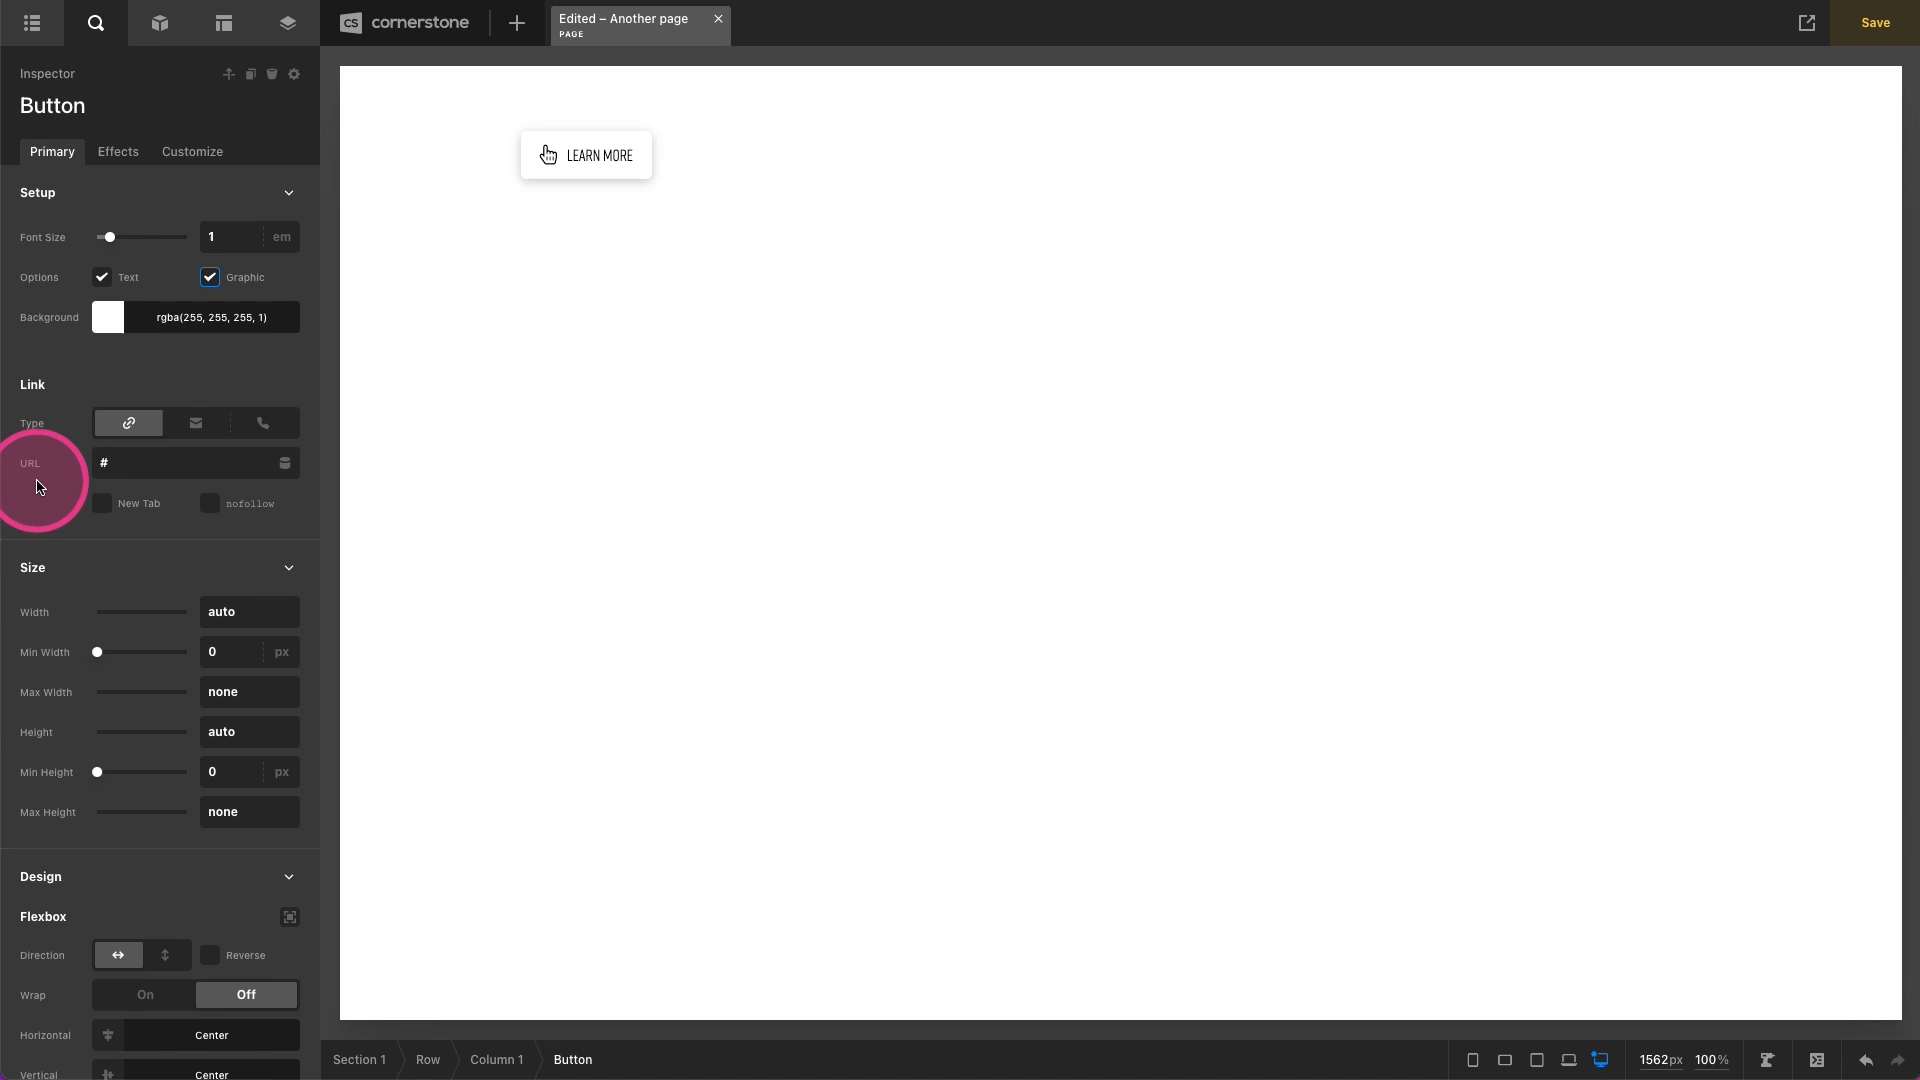 CS cornerstone
Edited – Another page
PAGE
Save
Inspector
Button
Primary Effects Customize
Setup
Font Size 1 em
Options Text Graphic
Background rgba(255, 255, 255, 1)
Link
Type
URL #
New Tab nofollow
Size
Width auto
Min Width 0 px
Max Width none
Height auto
Min Height 0 px
Max Height none
Design
Flexbox
Direction Reverse
Wrap On Off
Horizontal Center
Vertical Center
LEARN MORE
Section 1 Row Column 1 Button
1562px 100%